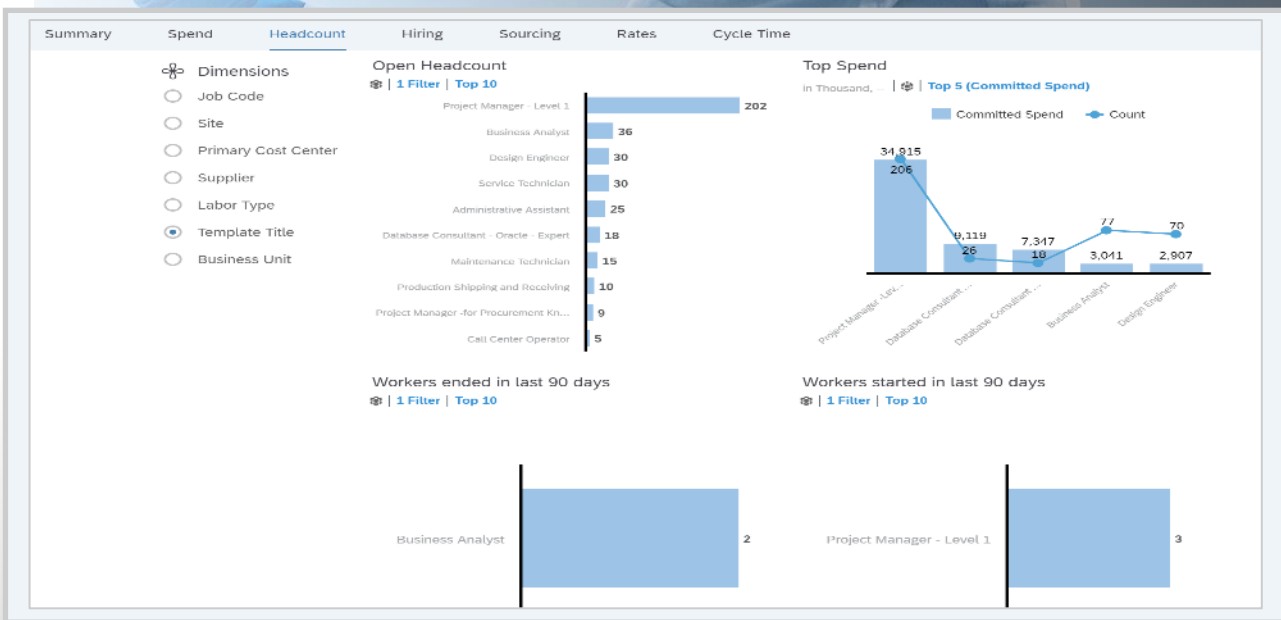 Summary Spend Headcount Hiring Sourcing Rates Cycle Time
Dimensions
Job Code
Site
Primary Cost Center
Supplier
Labor Type
Template Title
Business Unit
Open Headcount
| 1 Filter | Top 10
Project Manager - Level 1 202
Business Analyst 36
Design Engineer 30
Service Technician 30
Administrative Assistant 25
Database Consultant - Oracle - Expert 18
Maintenance Technician 15
Production Shipping and Receiving 10
Project Manager -for Procurement Kn... 9
Call Center Operator 5
Top Spend
in Thousand, ... | Top 5 (Committed Spend)
Committed Spend Count
34,915 206
9,119 26
7,347 18
77 3,041
70 2,907
Project Manager -Lev...
Database Consultant ...
Database Consultant ...
Business Analyst
Design Engineer
Workers ended in last 90 days
| 1 Filter | Top 10
Business Analyst 2
Workers started in last 90 days
| 1 Filter | Top 10
Project Manager - Level 1 3